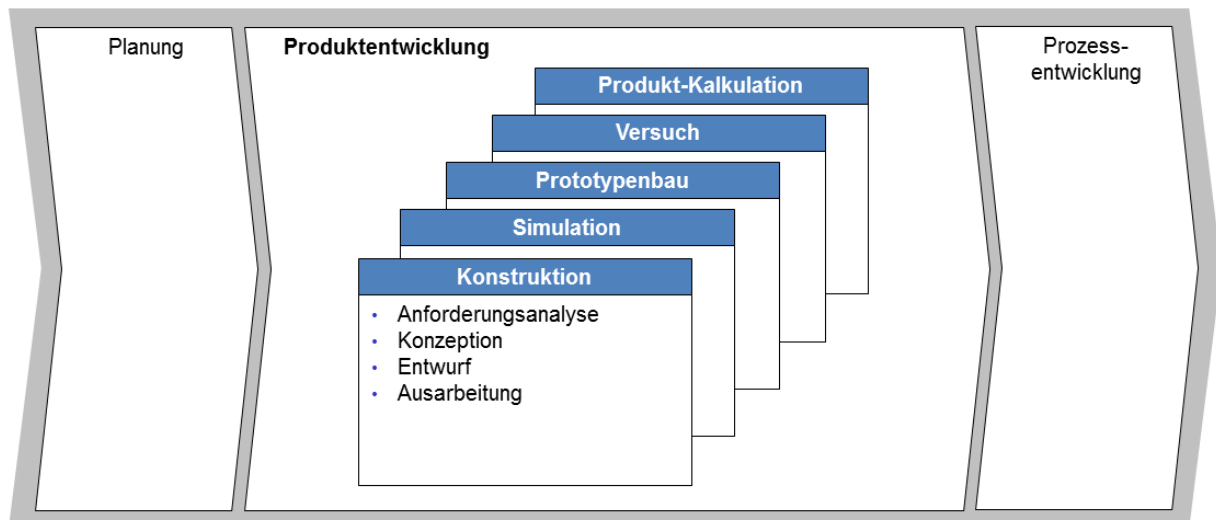 Planung
Produktentwicklung
Prozess-
entwicklung
Produkt-Kalkulation
Versuch
Prototypenbau
Simulation
Konstruktion
• Anforderungsanalyse
• Konzeption
• Entwurf
• Ausarbeitung